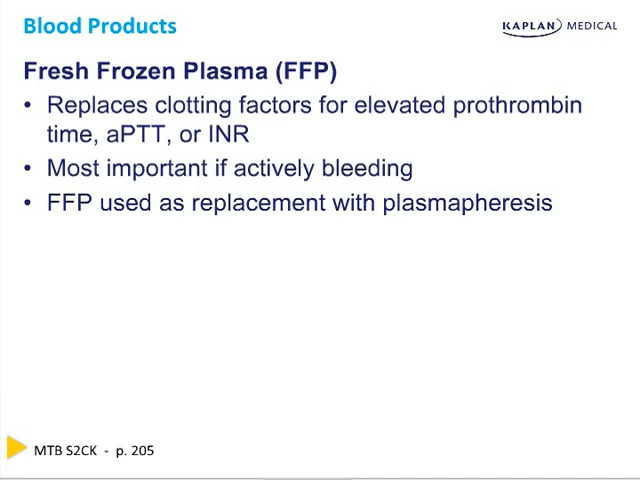 Blood Products
KAPLAN MEDICAL
Fresh Frozen Plasma (FFP)
• Replaces clotting factors for elevated prothrombin
time, aPTT, or INR
• Most important if actively bleeding
• FFP used as replacement with plasmapheresis
MTB S2CK - p. 205